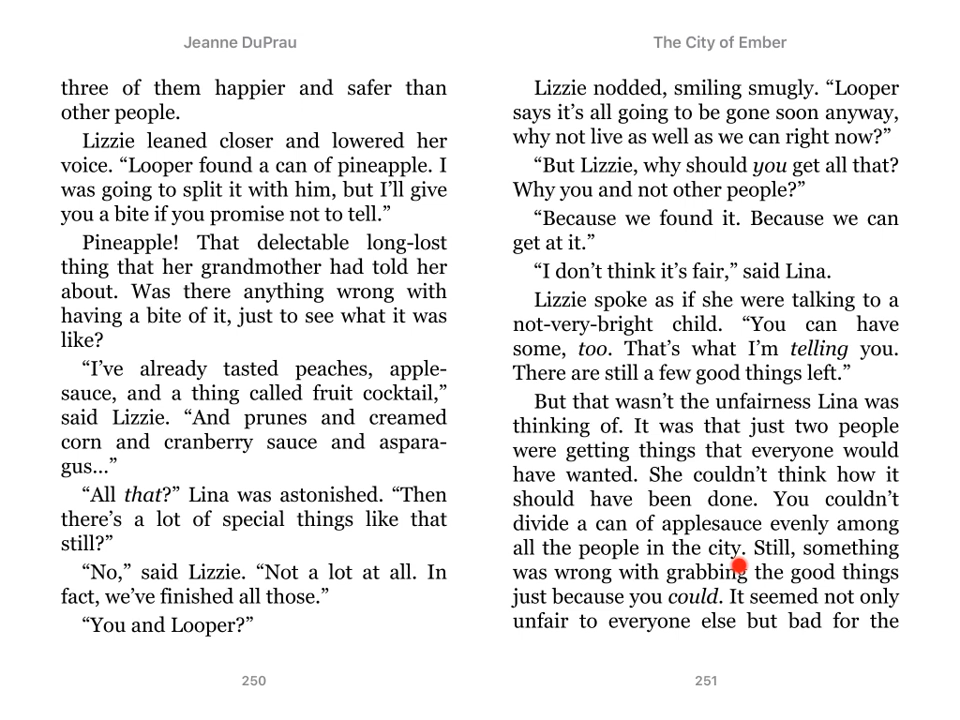 Jeanne DuPrau
three of them happier and safer than
other people.
Lizzie leaned closer and lowered her
voice. “Looper found a can of pineapple. I
was going to split it with him, but I’ll give
you a bite if you promise not to tell.”
Pineapple! That delectable long-lost
thing that her grandmother had told her
about. Was there anything wrong with
having a bite of it, just to see what it was
like?
“I’ve already tasted peaches, apple-
sauce, and a thing called fruit cocktail,”
said Lizzie. “And prunes and creamed
corn and cranberry sauce and aspara-
gus…”
“All that?” Lina was astonished. “Then
there’s a lot of special things like that
still?”
“No,” said Lizzie. “Not a lot at all. In
fact, we’ve finished all those.”
“You and Looper?”
250
The City of Ember
Lizzie nodded, smiling smugly. “Looper
says it’s all going to be gone soon anyway,
why not live as well as we can right now?”
“But Lizzie, why should you get all that?
Why you and not other people?”
“Because we found it. Because we can
get at it.”
“I don’t think it’s fair,” said Lina.
Lizzie spoke as if she were talking to a
not-very-bright child. “You can have
some, too. That’s what I’m telling you.
There are still a few good things left.”
But that wasn’t the unfairness Lina was
thinking of. It was that just two people
were getting things that everyone would
have wanted. She couldn’t think how it
should have been done. You couldn’t
divide a can of applesauce evenly among
all the people in the city. Still, something
was wrong with grabbing the good things
just because you could. It seemed not only
unfair to everyone else but bad for the
251